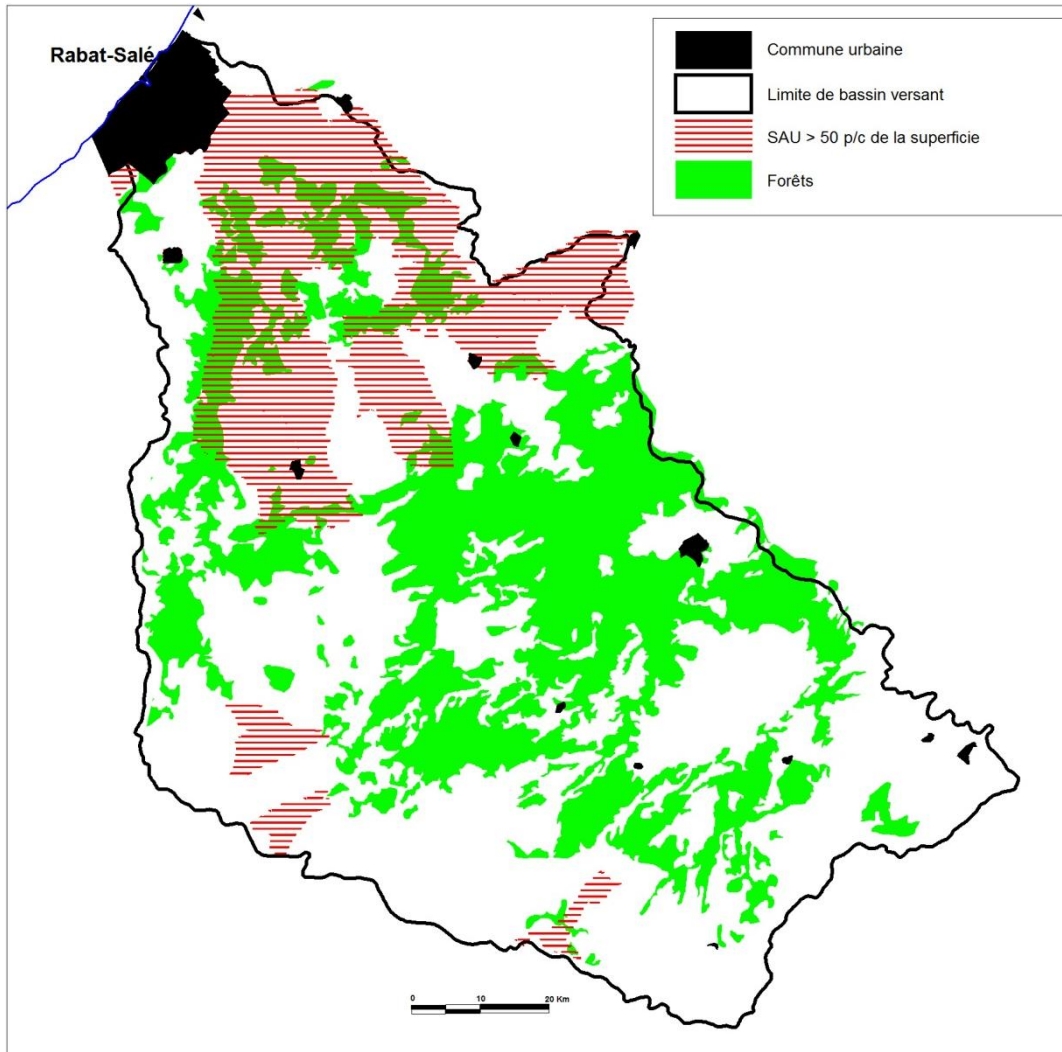 Rabat-Salé
Commune urbaine
Limite de bassin versant
SAU > 50 p/c de la superficie
Forêts
0 10 20 Km